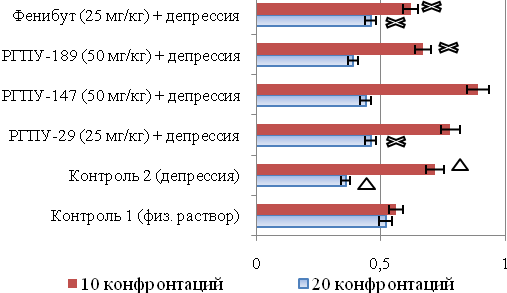 Фенибут (25 мг/кг) + депрессия
РГПУ-189 (50 мг/кг) + депрессия
РГПУ-147 (50 мг/кг) + депрессия
РГПУ-29 (25 мг/кг) + депрессия
Контроль 2 (депрессия)
Контроль 1 (физ. раствор)
0 0,5 1
10 конфронтаций 20 конфронтаций